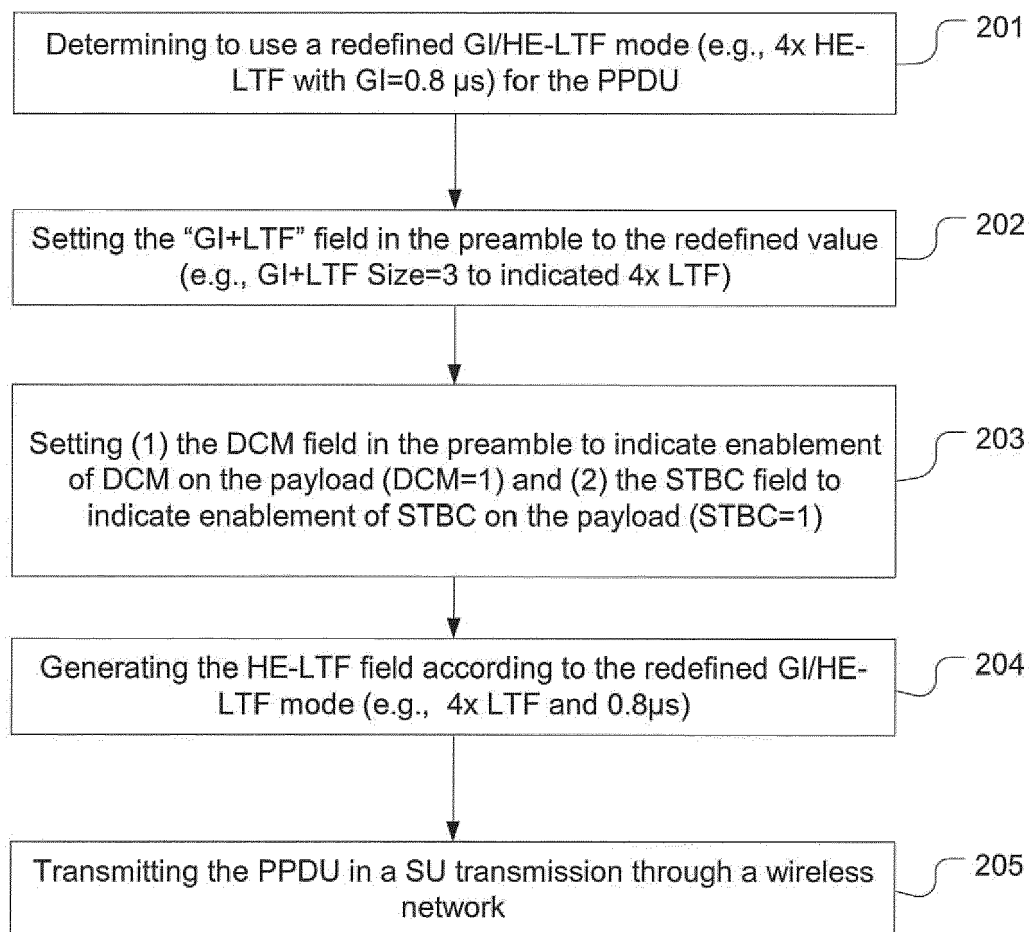 Determining to use a redefined GI/HE-LTF mode (e.g., 4x HE-
LTF with GI=0.8 µs) for the PPDU
201
Setting the “GI+LTF” field in the preamble to the redefined value
(e.g., GI+LTF Size=3 to indicated 4x LTF)
202
Setting (1) the DCM field in the preamble to indicate enablement
of DCM on the payload (DCM=1) and (2) the STBC field to
indicate enablement of STBC on the payload (STBC=1)
203
Generating the HE-LTF field according to the redefined GI/HE-
LTF mode (e.g.,  4x LTF and 0.8µs)
204
Transmitting the PPDU in a SU transmission through a wireless
network
205